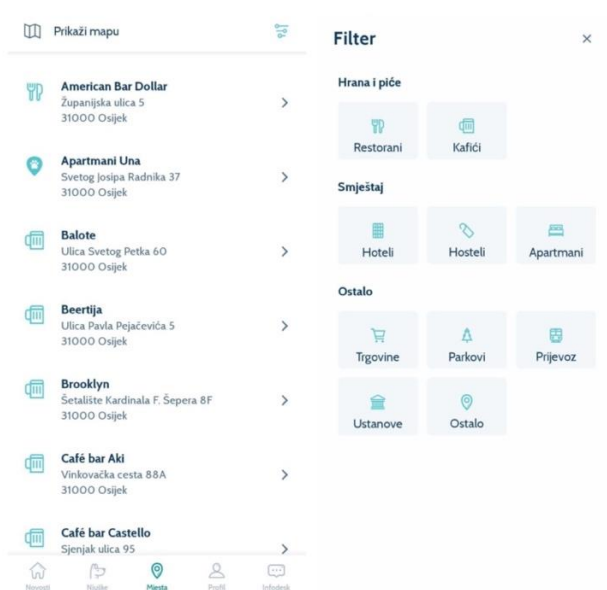 Prikaži mapu
American Bar Dollar
Županijska ulica 5
31000 Osijek
Apartmani Una
Svetog Josipa Radnika 37
31000 Osijek
Balote
Ulica Svetog Petka 60
31000 Osijek
Beertija
Ulica Pavla Pejačevića 5
31000 Osijek
Brooklyn
Šetalište Kardinala F. Šepera 8F
31000 Osijek
Café bar Aki
Vinkovačka cesta 88A
31000 Osijek
Café bar Castello
Sjenjak ulica 95
Novosti
Njuške
Mjesta
Profil
Infodesk
Filter
Hrana i piće
Restorani
Kafići
Smještaj
Hoteli
Hosteli
Apartmani
Ostalo
Trgovine
Parkovi
Prijevoz
Ustanove
Ostalo